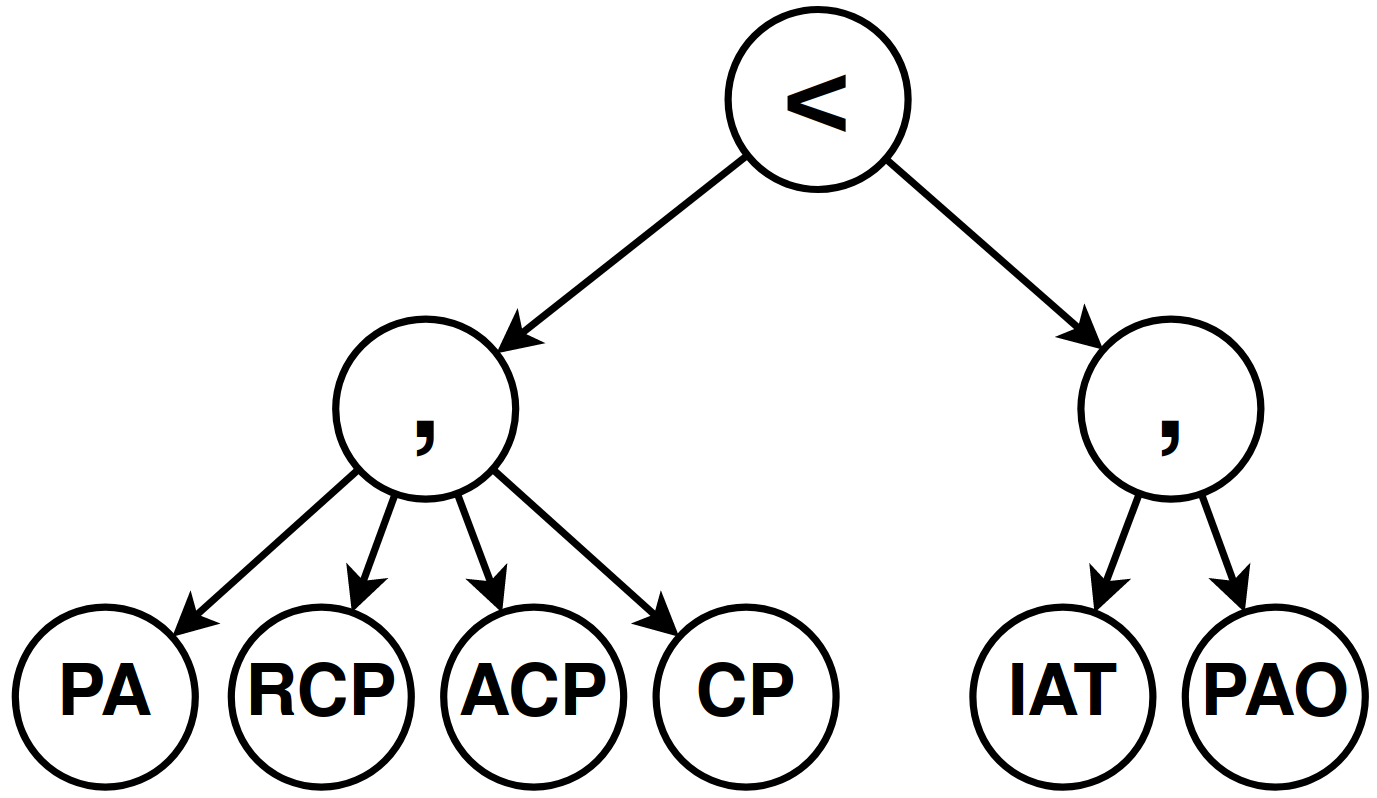 <
, ,
PA RCP ACP CP IAT PAO